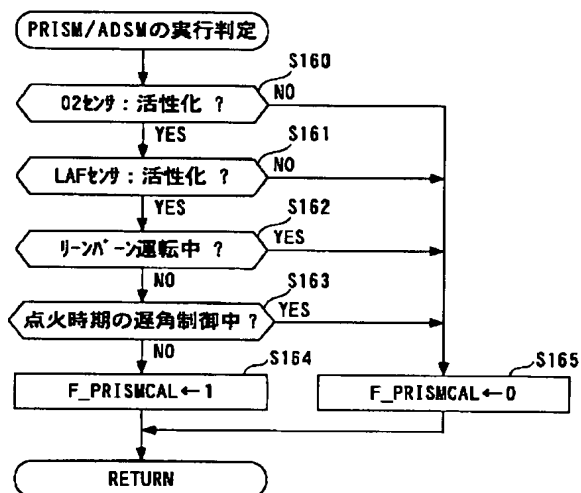 PRISM/ADSMの実行判定
S160
O2センサ：活性化 ?
NO
YES
S161
LAFセンサ：活性化 ?
NO
YES
S162
リーンバーン運転中 ?
YES
NO
S163
点火時期の遅角制御中 ?
YES
NO
S164
F_PRISMCAL←1
S165
F_PRISMCAL←0
RETURN